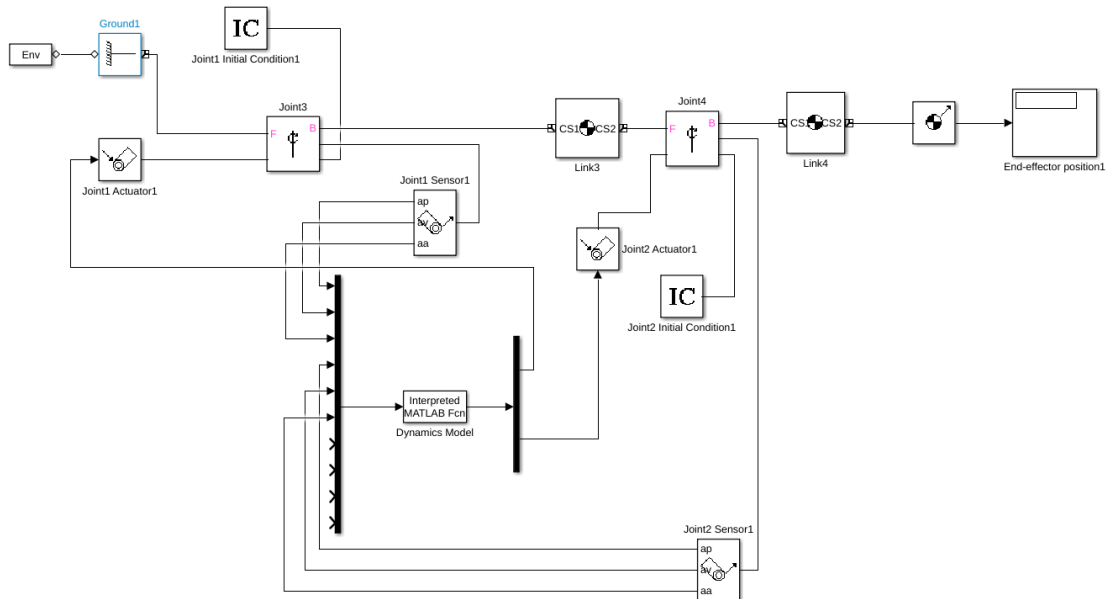 Ground1
Env
IC
Joint1 Initial Condition1
Joint3
F
B
Joint1 Actuator1
CS1
CS2
Link3
Joint4
F
B
CS1
CS2
Link4
End-effector position1
Joint1 Sensor1
ap
av
aa
Joint2 Actuator1
IC
Joint2 Initial Condition1
Interpreted
MATLAB Fcn
Dynamics Model
Joint2 Sensor1
ap
av
aa